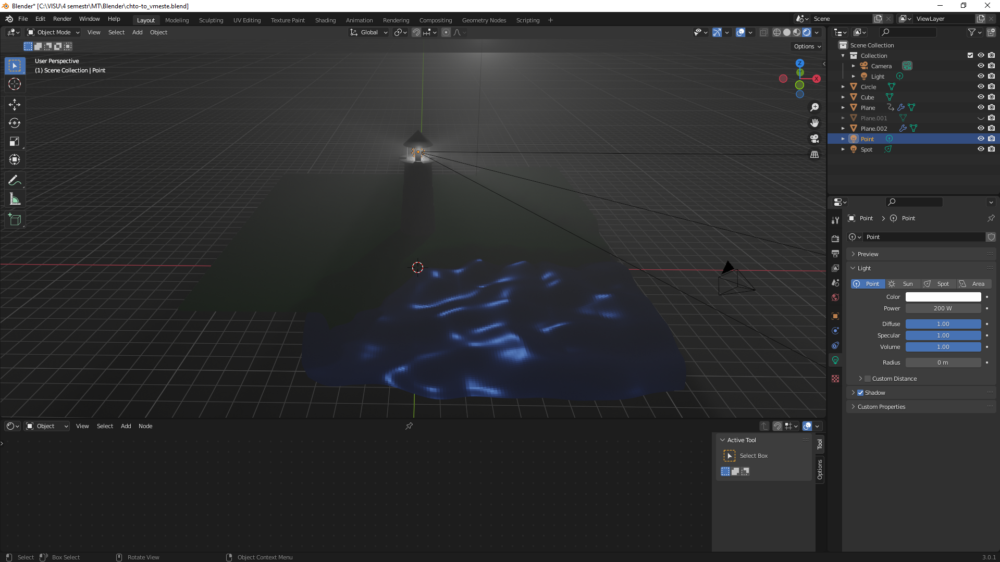 Blender* [C:\VISU\4 semestr\MT\Blender\chto-to_vmeste.blend]
File Edit Render Window Help Layout Modeling Sculpting UV Editing Texture Paint Shading Animation Rendering Compositing Geometry Nodes Scripting + Scene ViewLayer
Object Mode View Select Add Object Global
Options
User Perspective
(1) Scene Collection | Point
Z
X
Scene Collection
Collection
Camera
Light
Circle
Cube
Plane
Plane.001
Plane.002
Point
Spot
Point Point
Point
Preview
Light
Point Sun Spot Area
Color
Power 200 W
Diffuse 1.00
Specular 1.00
Volume 1.00
Radius 0 m
Custom Distance
Shadow
Custom Properties
Object View Select Add Node
Active Tool
Select Box
Tool
Options
Select Box Select Rotate View Object Context Menu 3.0.1